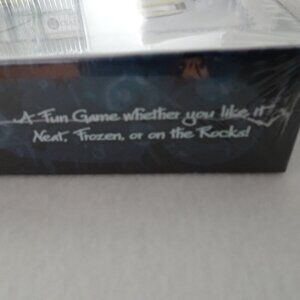 A Fun Game whether you like it
Neat, Frozen, or on the Rocks!